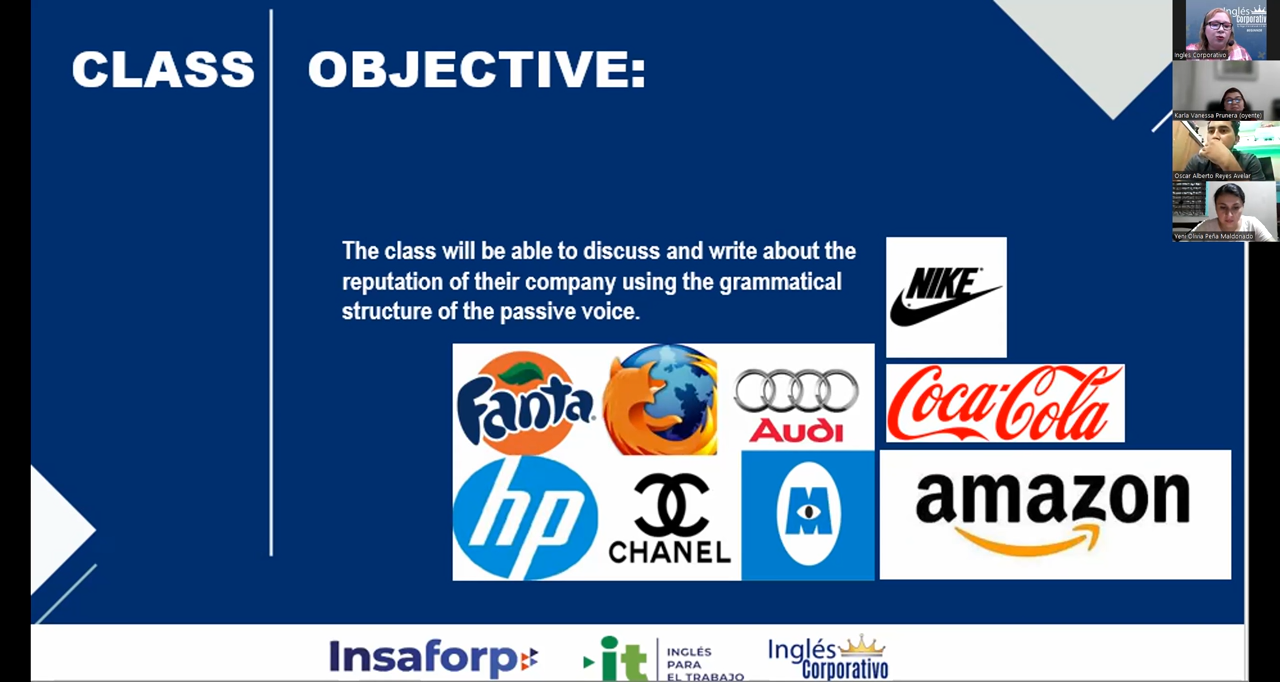 CLASS OBJECTIVE:
Inglés
Corporativo
Inglés Corporativo
Karla Vanessa Prunera (oyente)
Oscar Alberto Reyes Avelar
Yeni Olivia Peña Maldonado
The class will be able to discuss and write about the
reputation of their company using the grammatical
structure of the passive voice.
NIKE
Fanta
Audi
Coca-Cola
hp
CHANEL
M
amazon
Insaforp
it
INGLÉS
PARA
EL TRABAJO
Inglés
Corporativo